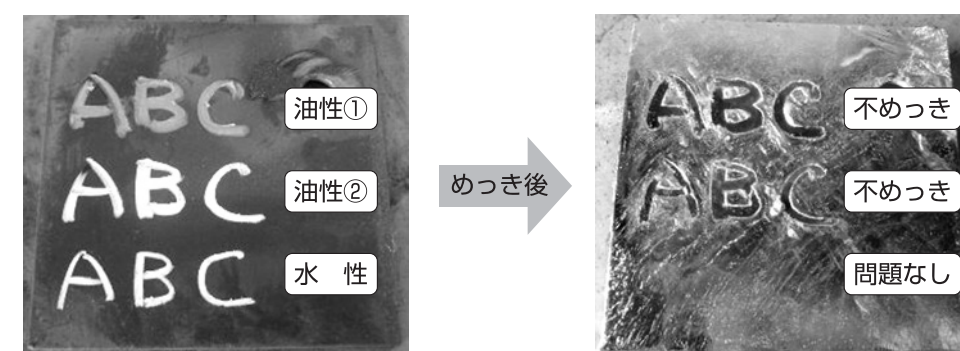 ABC 油性①
ABC 油性②
ABC 水 性
めっき後
ABC 不めっき
ABC 不めっき
問題なし